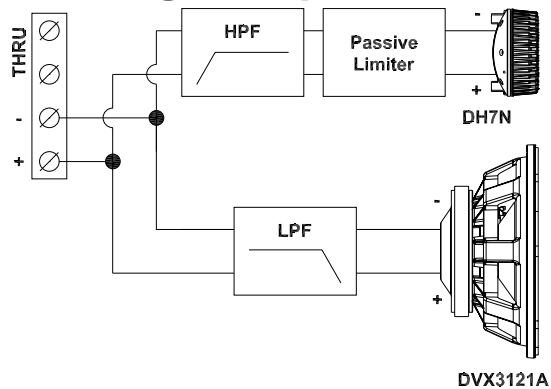 THRU
-
+
HPF
Passive
Limiter
-
+
DH7N
LPF
-
+
DVX3121A